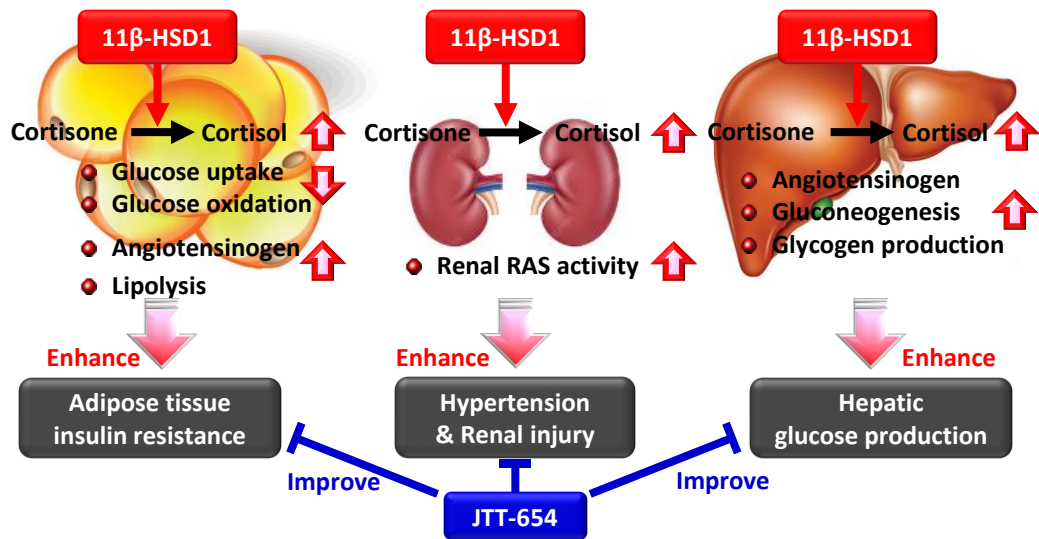 11β-HSD1
Cortisone
Cortisol
Glucose uptake
Glucose oxidation
Angiotensinogen
Lipolysis
Enhance
Adipose tissue
insulin resistance
11β-HSD1
Cortisone
Cortisol
Renal RAS activity
Enhance
Hypertension
& Renal injury
11β-HSD1
Cortisone
Cortisol
Angiotensinogen
Gluconeogenesis
Glycogen production
Enhance
Hepatic
glucose production
Improve
Improve
JTT-654